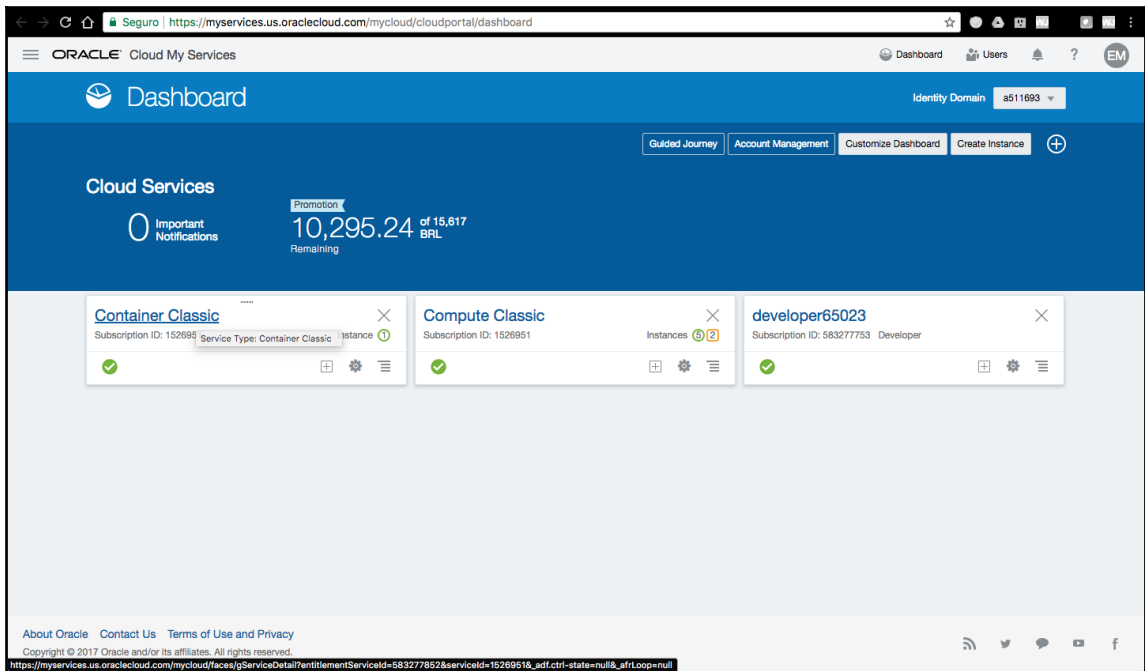 Seguro | https://myservices.us.oraclecloud.com/mycloud/cloudportal/dashboard
ORACLE Cloud My Services
Dashboard Users ? EM
Dashboard
Identity Domain a511693
Guided Journey Account Management Customize Dashboard Create Instance
Cloud Services
0 Important Notifications
Promotion
10,295.24 of 15,617 BRL
Remaining
Container Classic
Subscription ID: 152695 Instance 1
Service Type: Container Classic
Compute Classic
Subscription ID: 1526951 Instances 5 2
developer65023
Subscription ID: 583277753 Developer
About Oracle Contact Us Terms of Use and Privacy
Copyright © 2017 Oracle and/or its affiliates. All rights reserved.
https://myservices.us.oraclecloud.com/mycloud/faces/gServiceDetail?entitlementServiceId=583277852&serviceId=1526951&_adf.ctrl-state=null&_afrLoop=null